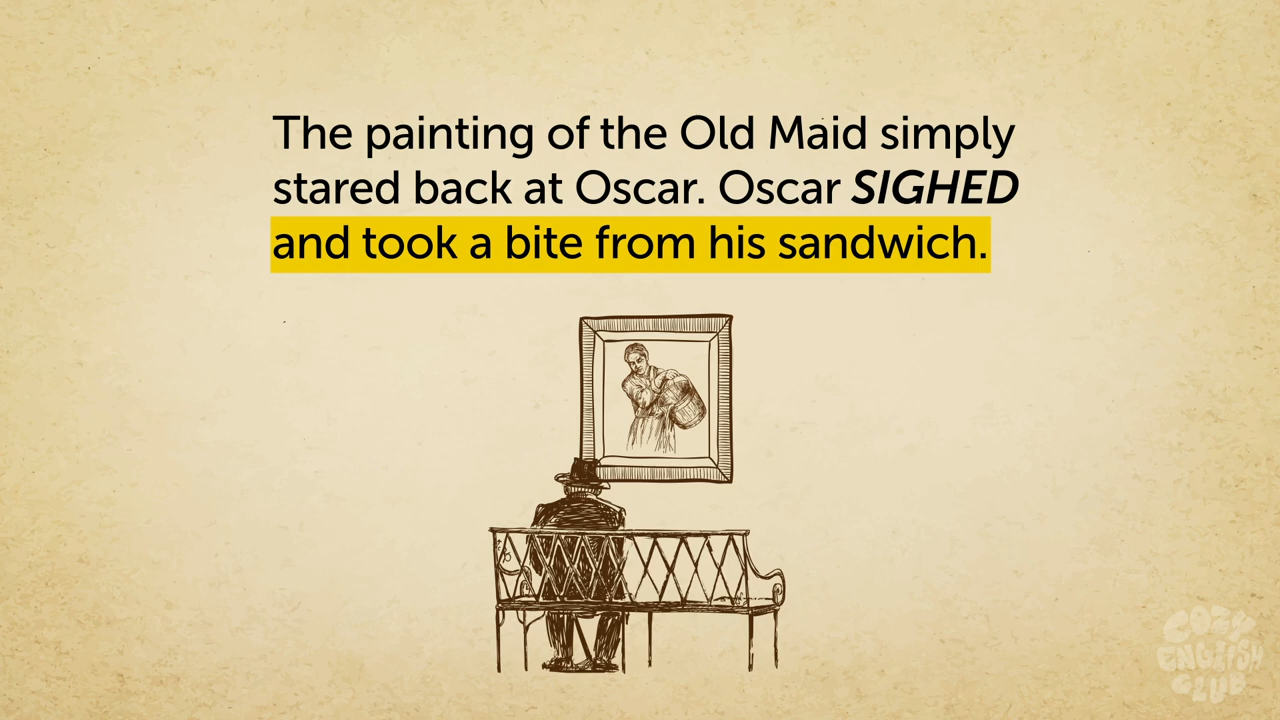 The painting of the Old Maid simply
stared back at Oscar. Oscar SIGHED
and took a bite from his sandwich.
COZY
ENGLISH
CLUB